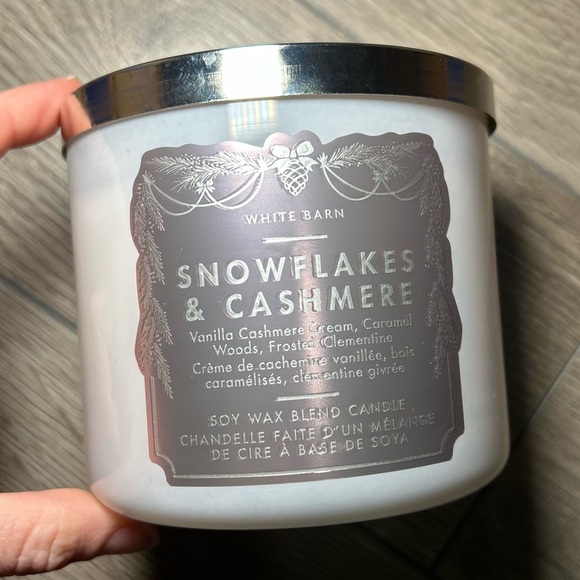 WHITE BARN
SNOWFLAKES
& CASHMERE
Vanilla Cashmere Cream, Caramel
Woods, Frosted Clementine
Crème de cachemire vanillée, bois
caramélisés, clémentine givrée
SOY WAX BLEND CANDLE
CHANDELLE FAITE D'UN MÉLANGE
DE CIRE À BASE DE SOYA